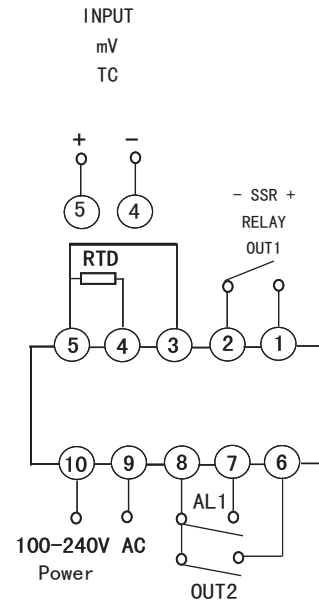 INPUT
mV
TC
+ -
5 4
- SSR +
RELAY
OUT1
RTD
5 4 3 2 1
10 9 8 7 6
AL1
100-240V AC
Power
OUT2